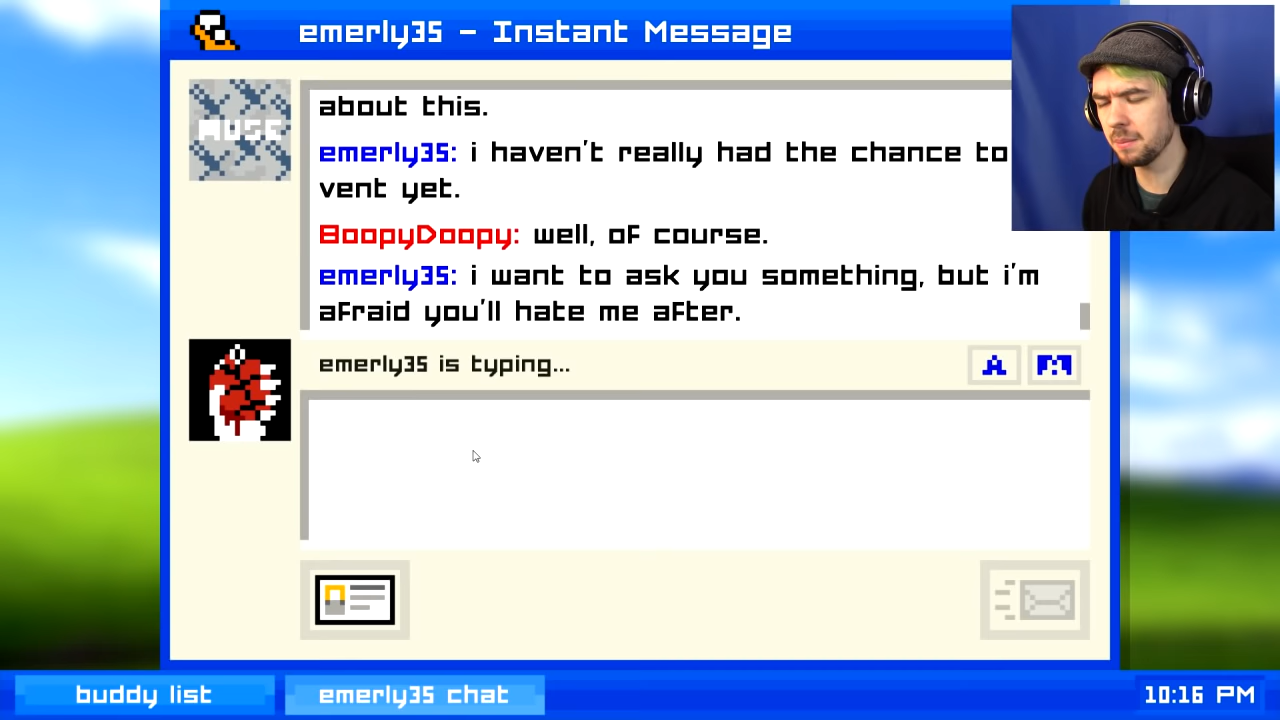 emerly35 - Instant Message
MUSE
about this.
emerly35: i haven't really had the chance to
vent yet.
BoopyDoopy: well, of course.
emerly35: i want to ask you something, but i'm
afraid you'll hate me after.
emerly35 is typing...
A
buddy list
emerly35 chat
10:16 PM